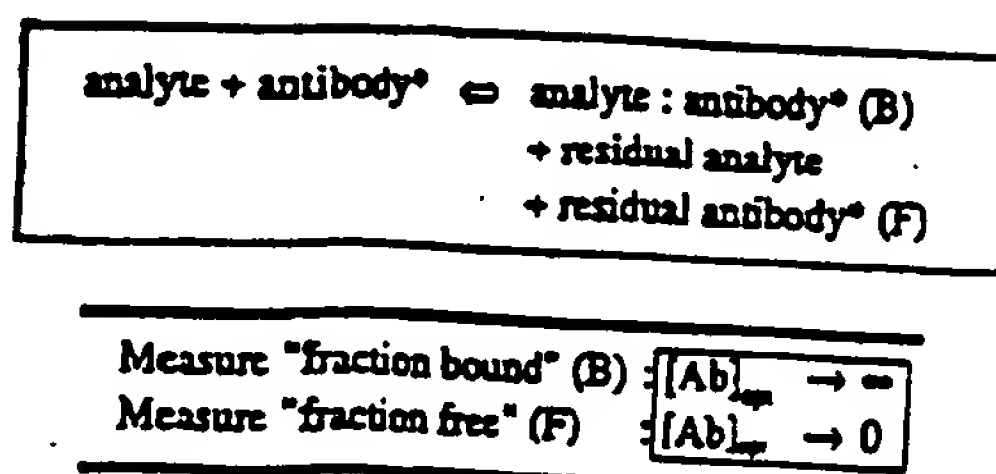 analyte + antibody* ⇔ analyte : antibody* (B)
+ residual analyte
+ residual antibody* (F)
Measure "fraction bound" (B) : [Ab] → ∞
Measure "fraction free" (F) : [Ab] → 0